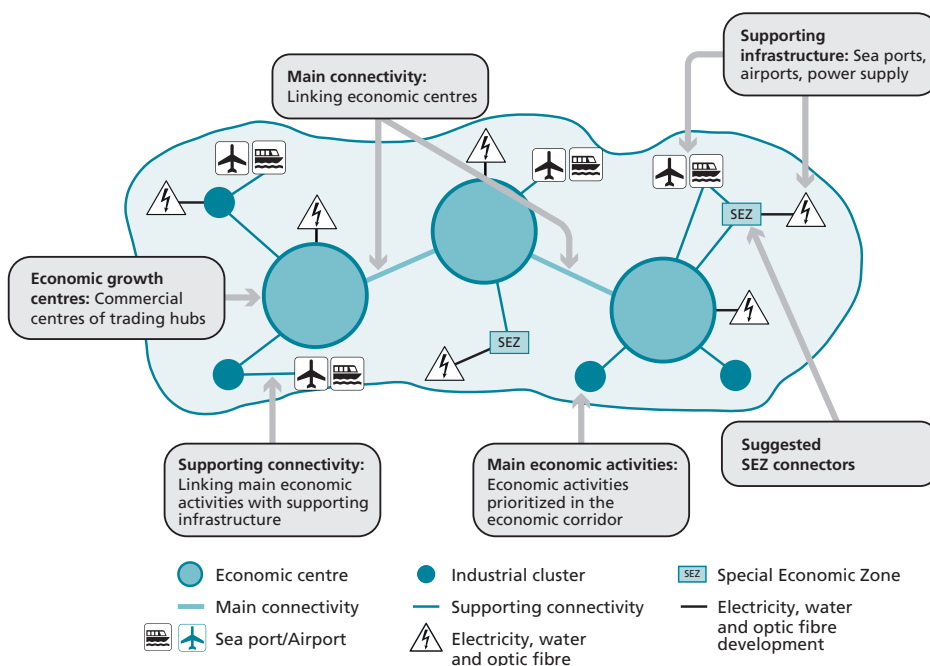 Supporting
infrastructure: Sea ports,
airports, power supply
Main connectivity:
Linking economic centres
SEZ
Economic growth
centres: Commercial
centres of trading hubs
SEZ
Supporting connectivity:
Linking main economic
activities with supporting
infrastructure
Main economic activities:
Economic activities
prioritized in the
economic corridor
Suggested
SEZ connectors
Economic centre
Industrial cluster
SEZ
Special Economic Zone
Main connectivity
Supporting connectivity
Electricity, water
and optic fibre
development
Sea port/Airport
Electricity, water
and optic fibre